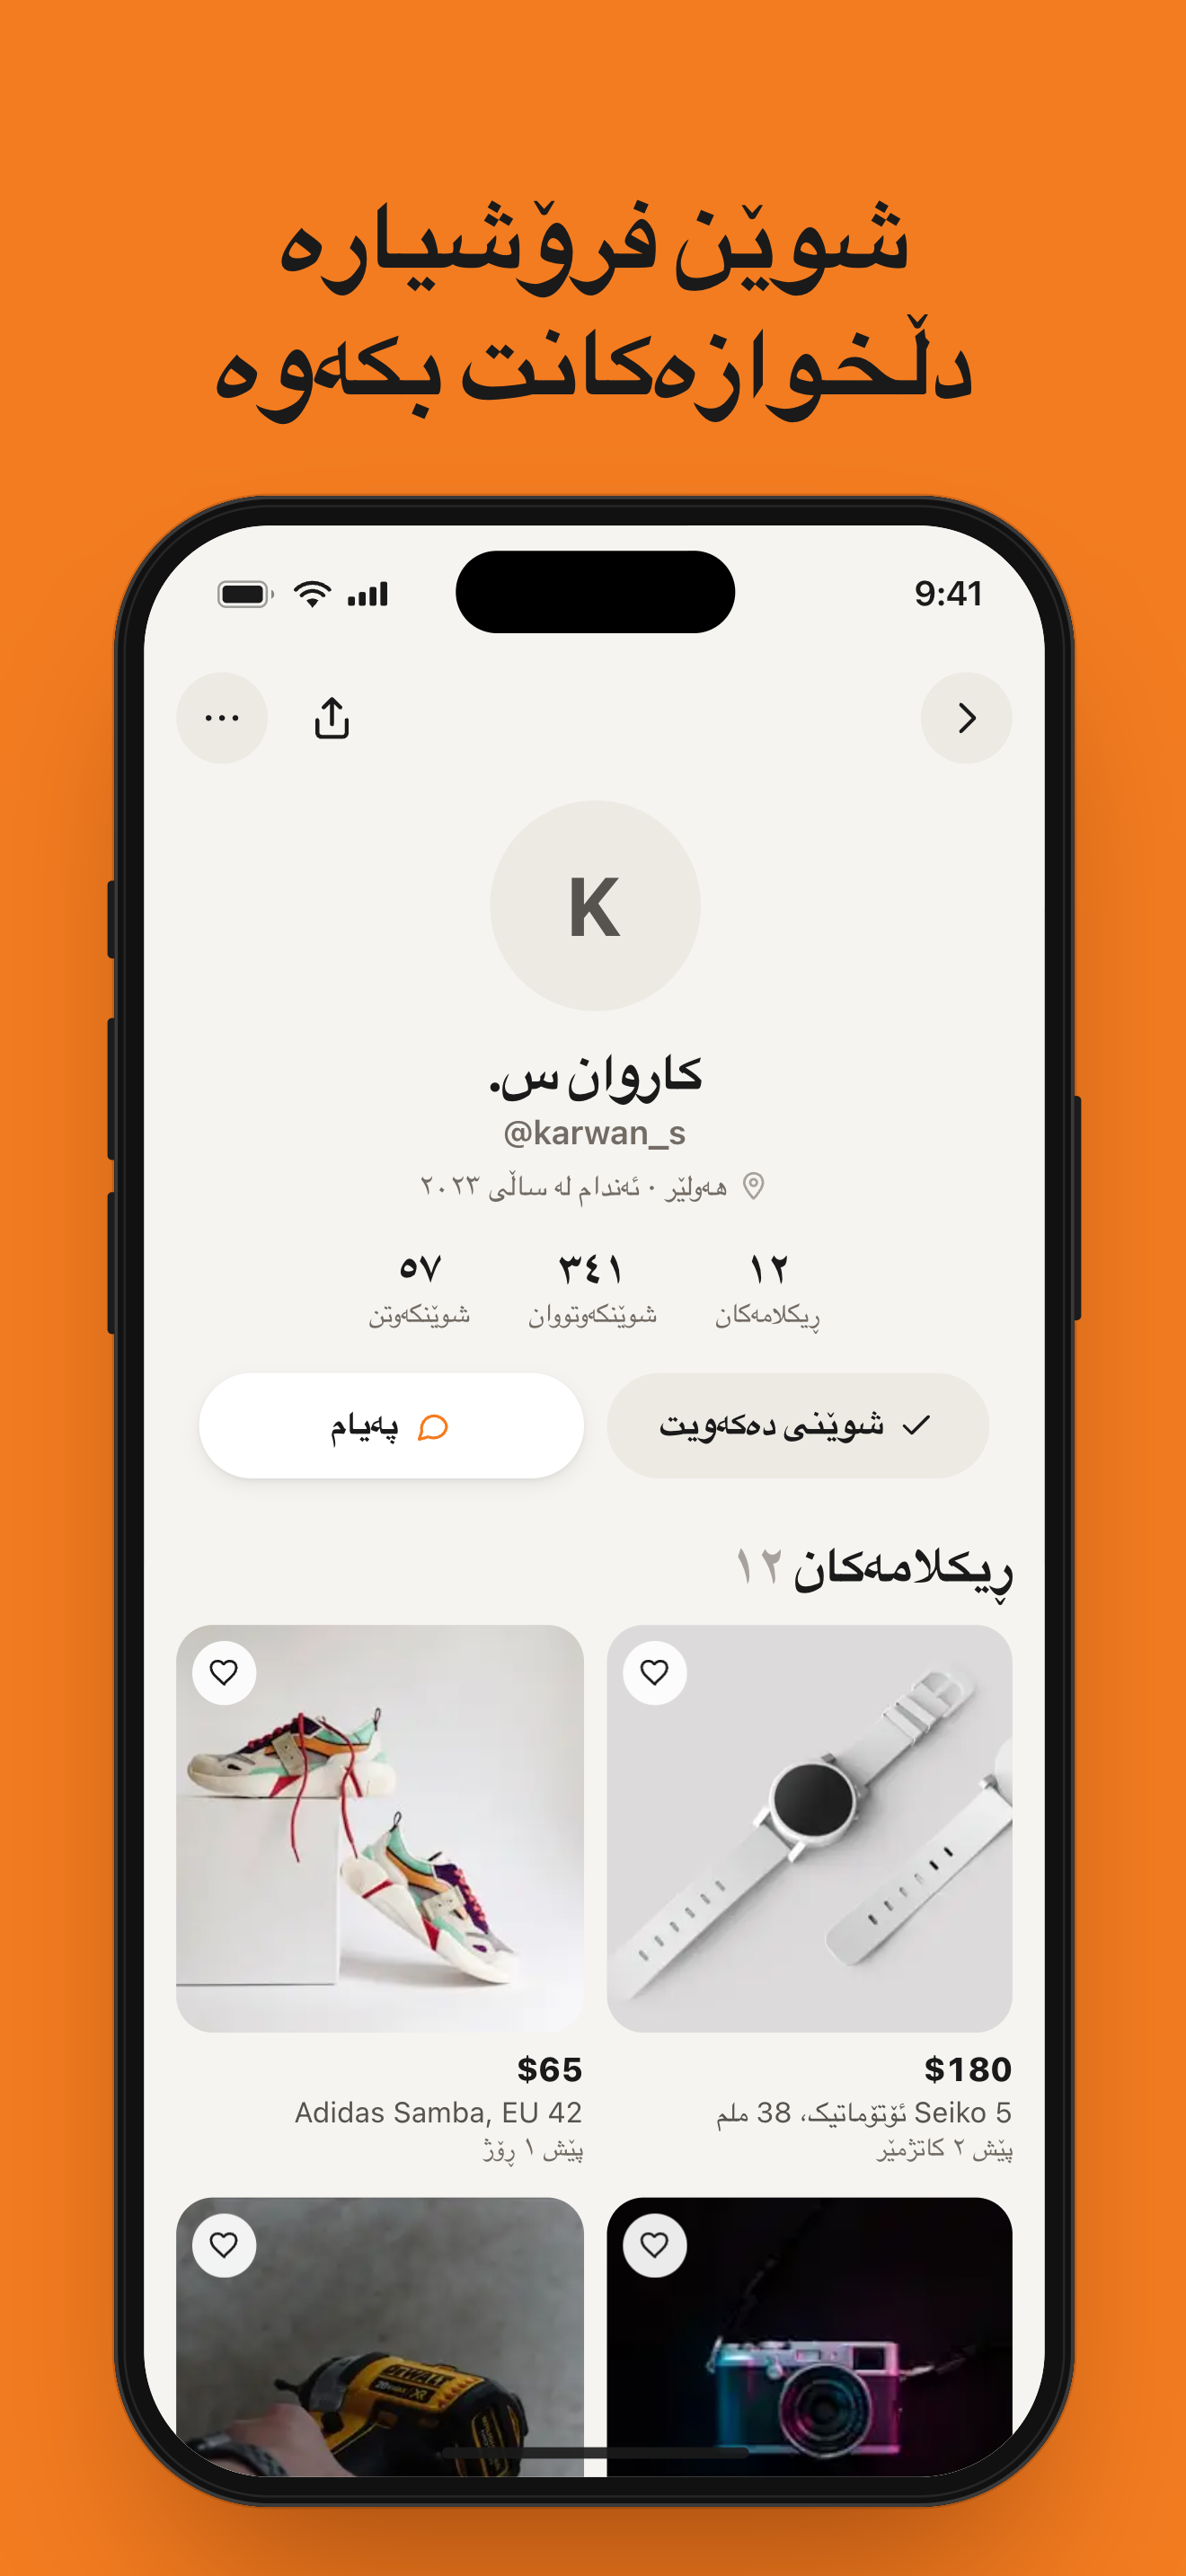 شوێن فرۆشیارە
دڵخوازەکانت بکەوە
9:41
K
کاروان س.
@karwan_s
هەولێر · ئەندام لە ساڵی ٢٠٢٣
١٢ ٣٤١ ٥٧
ڕیکلامەکان شوێنکەوتووان شوێنکەوتن
شوێنی دەکەویت پەیام
ڕیکلامەکان ١٢
$180 $65
Seiko 5 ئۆتۆماتیک، 38 ملم Adidas Samba, EU 42
پێش ٢ کاتژمێر پێش ١ ڕۆژ
DEWALT